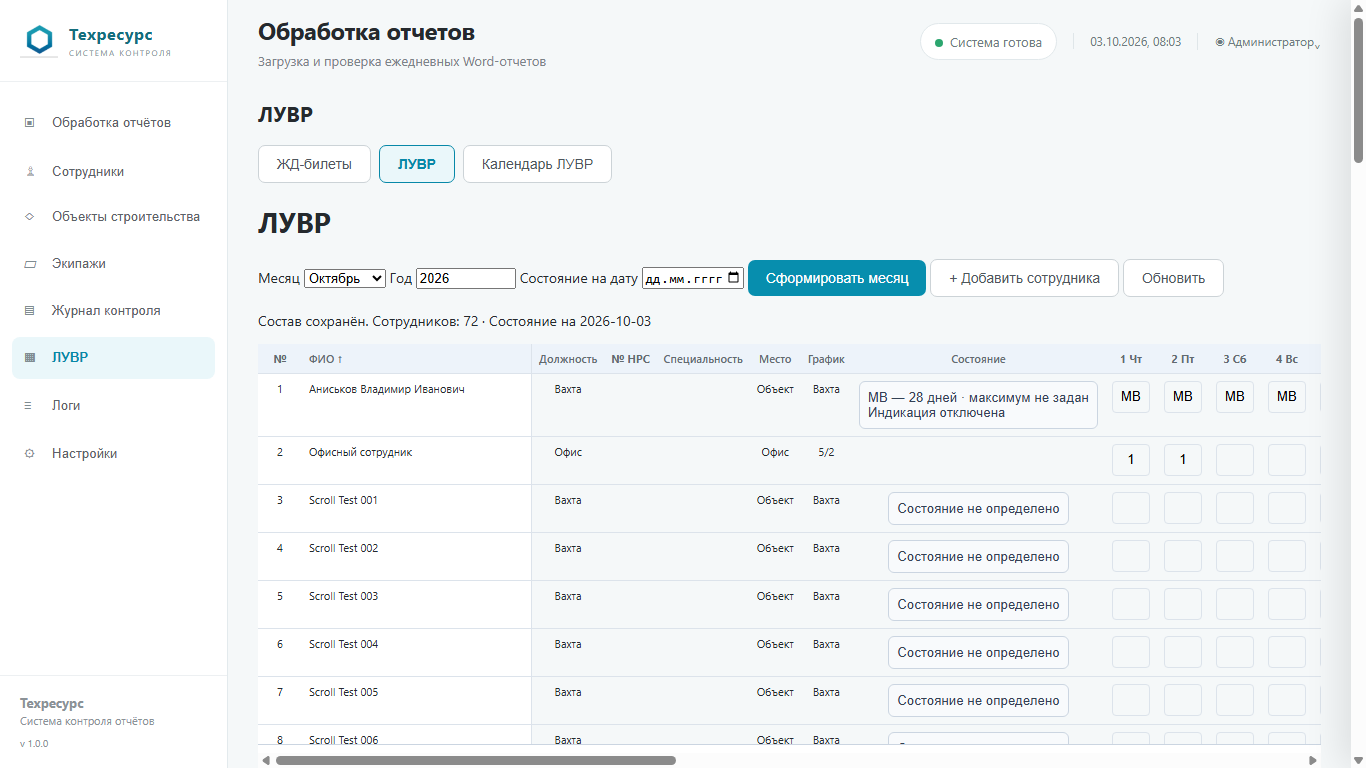 Техресурс
СИСТЕМА КОНТРОЛЯ
Обработка отчётов
Сотрудники
Объекты строительства
Экипажи
Журнал контроля
ЛУВР
Логи
Настройки
Техресурс
Система контроля отчётов
v 1.0.0
Обработка отчетов
Загрузка и проверка ежедневных Word-отчетов
Система готова
03.10.2026, 08:03
Администратор
ЛУВР
ЖД-билеты ЛУВР Календарь ЛУВР
ЛУВР
Месяц Октябрь Год 2026 Состояние на дату дд.мм.гггг Сформировать месяц + Добавить сотрудника Обновить
Состав сохранён. Сотрудников: 72 · Состояние на 2026-10-03
№ ФИО ↑ Должность № НРС Специальность Место График Состояние 1 Чт 2 Пт 3 Сб 4 Вс
1 Аниськов Владимир Иванович Вахта Объект Вахта МВ — 28 дней · максимум не задан МВ МВ МВ МВ
Индикация отключена
2 Офисный сотрудник Офис Офис 5/2 1 1
3 Scroll Test 001 Вахта Объект Вахта Состояние не определено
4 Scroll Test 002 Вахта Объект Вахта Состояние не определено
5 Scroll Test 003 Вахта Объект Вахта Состояние не определено
6 Scroll Test 004 Вахта Объект Вахта Состояние не определено
7 Scroll Test 005 Вахта Объект Вахта Состояние не определено
8 Scroll Test 006 Вахта Объект Вахта